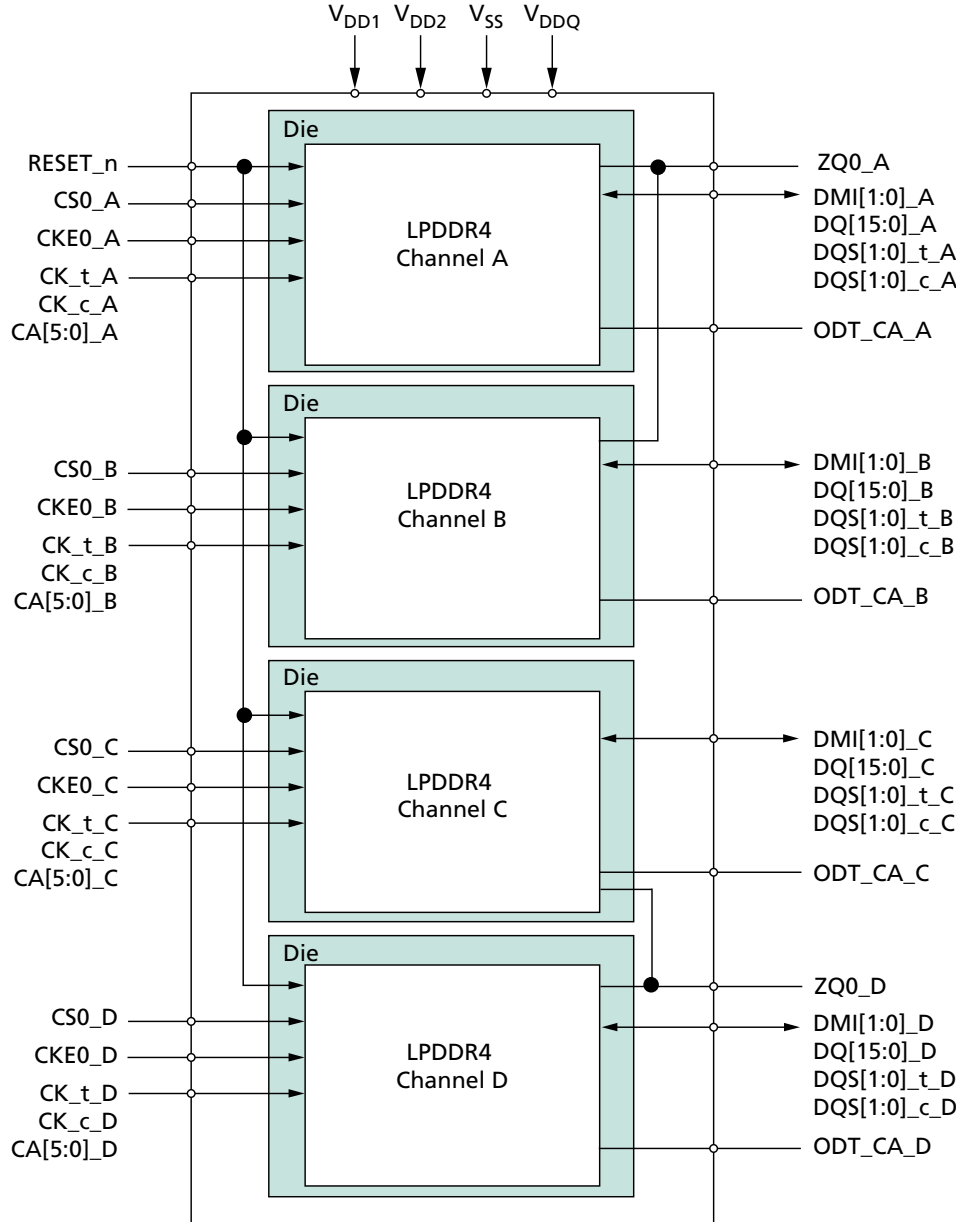 VDD1 VDD2 VSS VDDQ
Die
RESET_n
CS0_A
CKE0_A
CK_t_A
CK_c_A
CA[5:0]_A
LPDDR4
Channel A
ZQ0_A
DMI[1:0]_A
DQ[15:0]_A
DQS[1:0]_t_A
DQS[1:0]_c_A
ODT_CA_A
Die
CS0_B
CKE0_B
CK_t_B
CK_c_B
CA[5:0]_B
LPDDR4
Channel B
DMI[1:0]_B
DQ[15:0]_B
DQS[1:0]_t_B
DQS[1:0]_c_B
ODT_CA_B
Die
CS0_C
CKE0_C
CK_t_C
CK_c_C
CA[5:0]_C
LPDDR4
Channel C
DMI[1:0]_C
DQ[15:0]_C
DQS[1:0]_t_C
DQS[1:0]_c_C
ODT_CA_C
Die
CS0_D
CKE0_D
CK_t_D
CK_c_D
CA[5:0]_D
LPDDR4
Channel D
ZQ0_D
DMI[1:0]_D
DQ[15:0]_D
DQS[1:0]_t_D
DQS[1:0]_c_D
ODT_CA_D